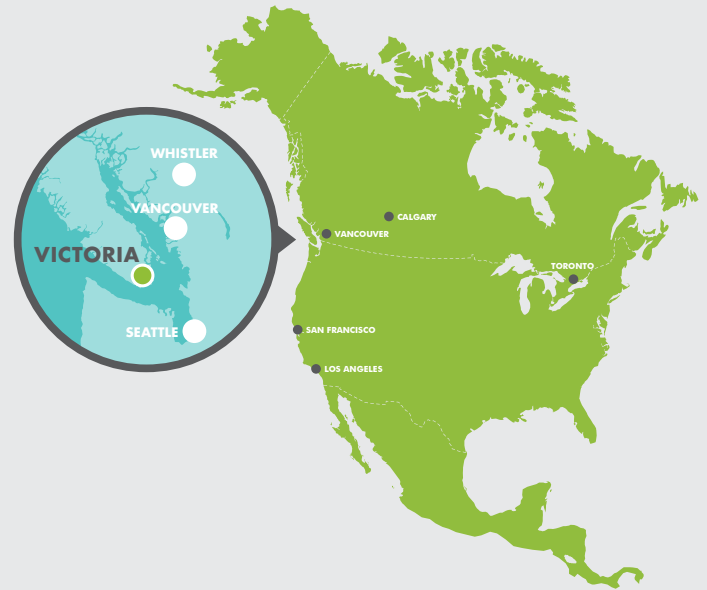 WHISTLER
VANCOUVER
VICTORIA
SEATTLE
CALGARY
VANCOUVER
TORONTO
SAN FRANCISCO
LOS ANGELES